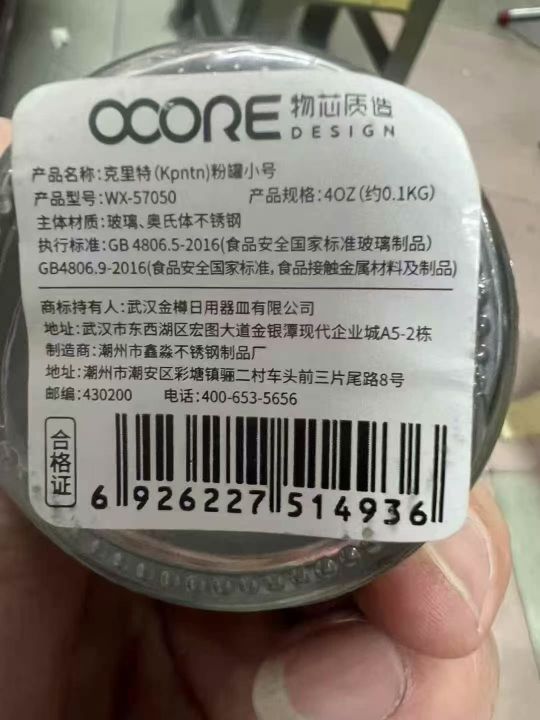 OCORE 物芯质造
DESIGN
产品名称:克里特(Kpntn)粉罐小号
产品型号:WX-57050 产品规格:4OZ(约0.1KG)
主体材质:玻璃、奥氏体不锈钢
执行标准:GB 4806.5-2016(食品安全国家标准玻璃制品)
GB4806.9-2016(食品安全国家标准,食品接触金属材料及制品)
商标持有人:武汉金樽日用器皿有限公司
地址:武汉市东西湖区宏图大道金银潭现代企业城A5-2栋
制造商:潮州市鑫淼不锈钢制品厂
地址:潮州市潮安区彩塘镇骊二村车头前三片尾路8号
邮编:430200 电话:400-653-5656
合格证
6 926227 514936